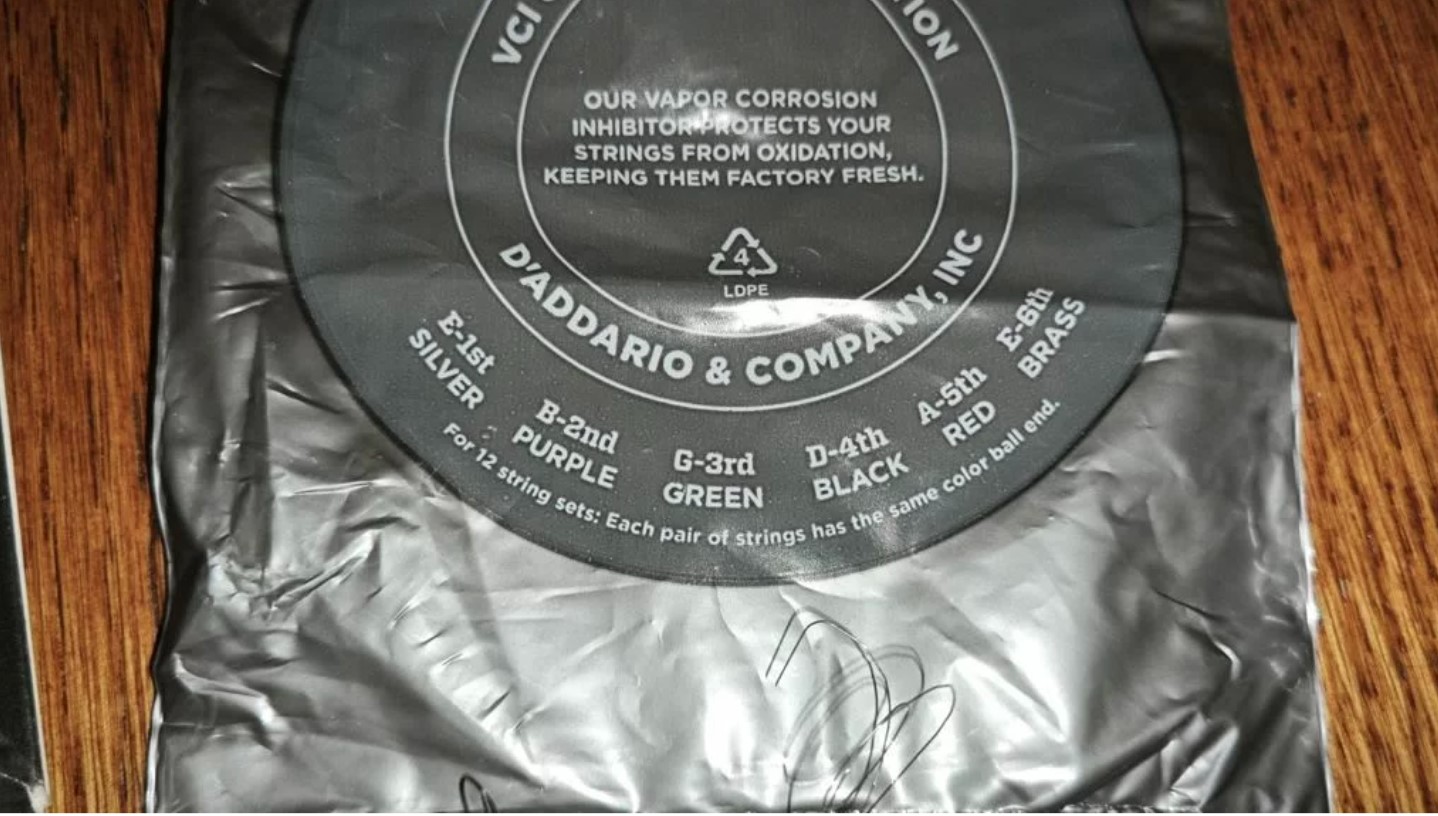 VCI
TION
OUR VAPOR CORROSION
INHIBITOR PROTECTS YOUR
STRINGS FROM OXIDATION,
KEEPING THEM FACTORY FRESH.
4
LDPE
D'ADDARIO & COMPANY, INC
E-1st
SILVER
B-2nd
PURPLE
G-3rd
GREEN
D-4th
BLACK
A-5th
RED
E-6th
BRASS
For 12 string sets: Each pair of strings has the same color ball end.